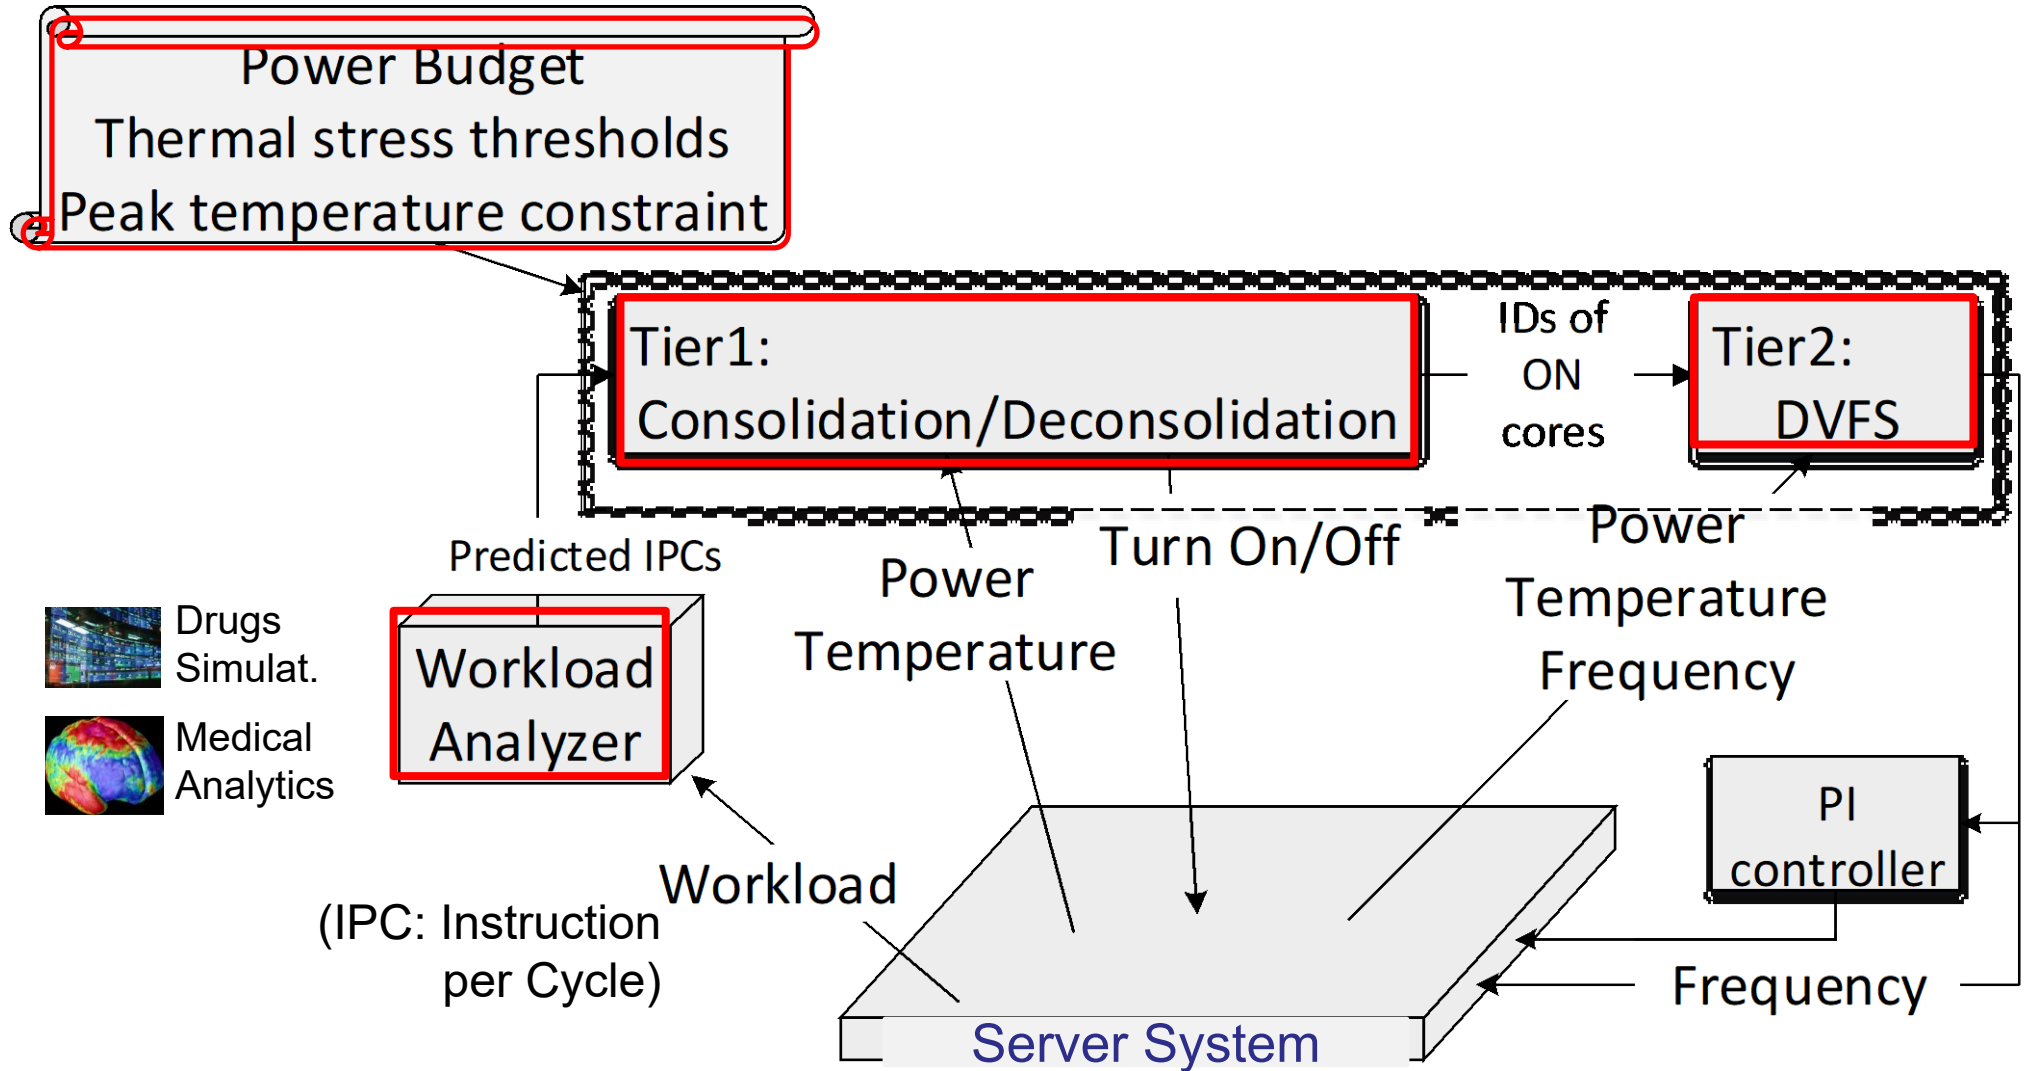 Power Budget
Thermal stress thresholds
Peak temperature constraint
Tier1:
Consolidation/Deconsolidation
IDs of
ON
cores
Tier2:
DVFS
Predicted IPCs
Power
Temperature
Turn On/Off
Power
Temperature
Frequency
Drugs
Simulat.
Medical
Analytics
Workload
Analyzer
Workload
(IPC: Instruction
per Cycle)
PI
controller
Frequency
Server System